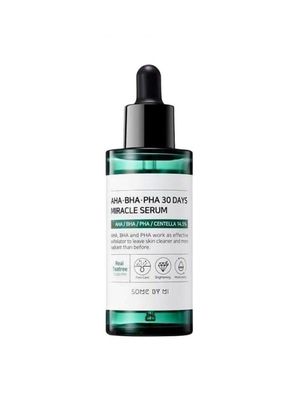 AHA·BHA·PHA 30 DAYS
MIRACLE SERUM
AHA / BHA / PHA / CENTELLA 14.5%
AHA, BHA and PHA work as effective
exfoliator to leave skin cleaner and more
radiant than before.
Real
Teatree
Brightening
SOME BY MI